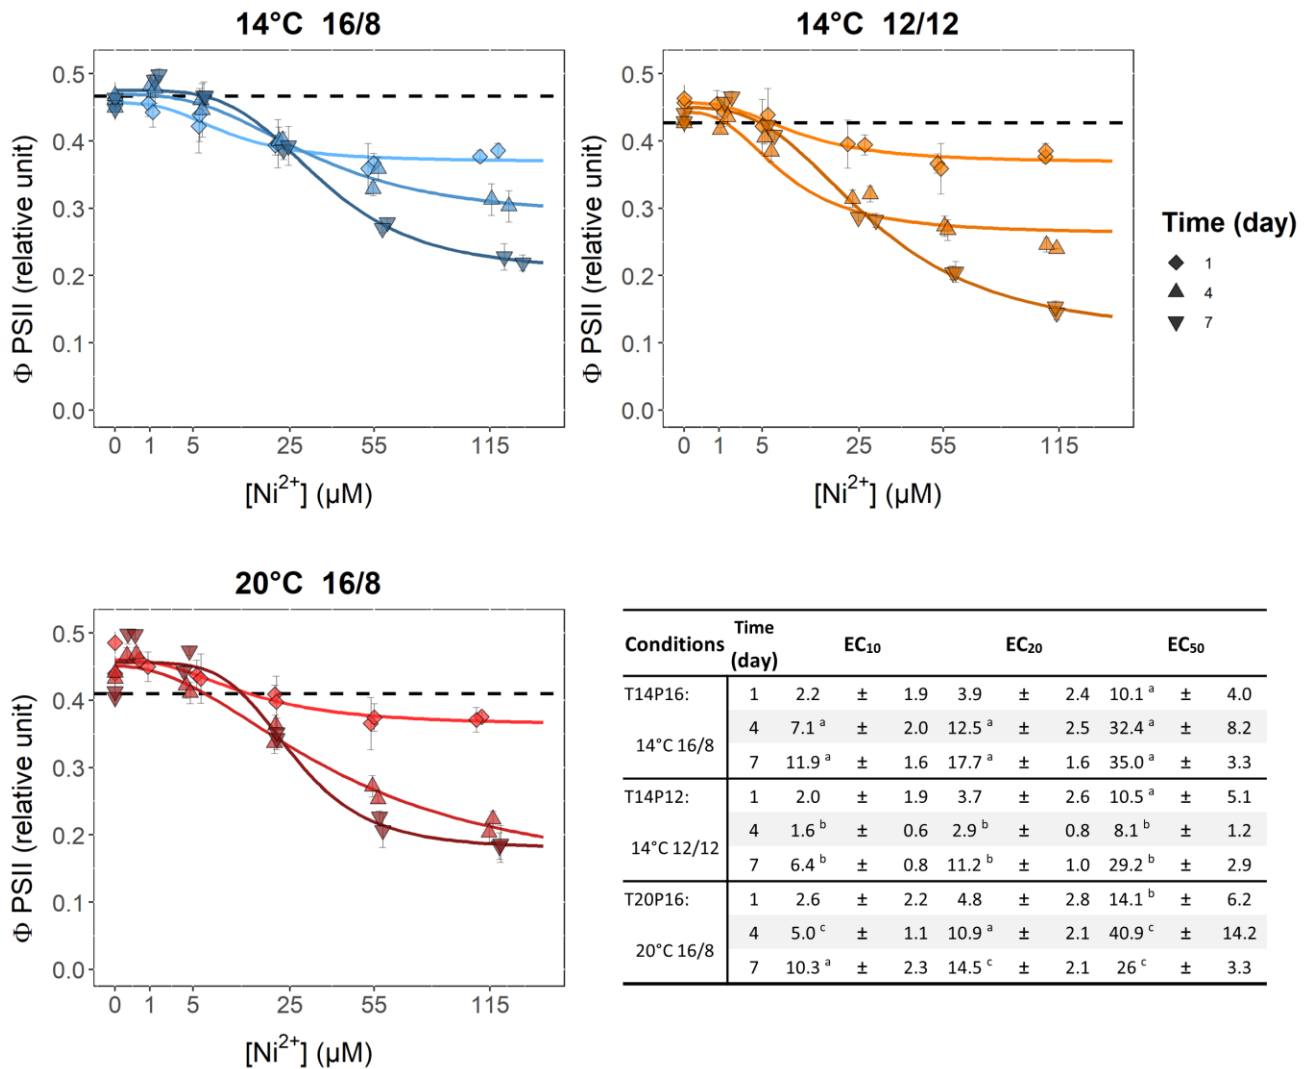 14°C 16/8
0.5
0.4
0.3
0.2
0.1
0.0
Φ PSII (relative unit)
0 1 5 25 55 115
[Ni²⁺] (µM)
14°C 12/12
0.5
0.4
0.3
0.2
0.1
0.0
Φ PSII (relative unit)
0 1 5 25 55 115
[Ni²⁺] (µM)
Time (day)
1
4
7
20°C 16/8
0.5
0.4
0.3
0.2
0.1
0.0
Φ PSII (relative unit)
0 1 5 25 55 115
[Ni²⁺] (µM)
Conditions Time (day) EC₁₀ EC₂₀ EC₅₀
T14P16: 1 2.2 ± 1.9 3.9 ± 2.4 10.1 ᵃ ± 4.0
4 7.1 ᵃ ± 2.0 12.5 ᵃ ± 2.5 32.4 ᵃ ± 8.2
14°C 16/8
7 11.9 ᵃ ± 1.6 17.7 ᵃ ± 1.6 35.0 ᵃ ± 3.3
T14P12: 1 2.0 ± 1.9 3.7 ± 2.6 10.5 ᵃ ± 5.1
4 1.6 ᵇ ± 0.6 2.9 ᵇ ± 0.8 8.1 ᵇ ± 1.2
14°C 12/12
7 6.4 ᵇ ± 0.8 11.2 ᵇ ± 1.0 29.2 ᵇ ± 2.9
T20P16: 1 2.6 ± 2.2 4.8 ± 2.8 14.1 ᵇ ± 6.2
4 5.0 ᶜ ± 1.1 10.9 ᵃ ± 2.1 40.9 ᶜ ± 14.2
20°C 16/8
7 10.3 ᵃ ± 2.3 14.5 ᶜ ± 2.1 26 ᶜ ± 3.3